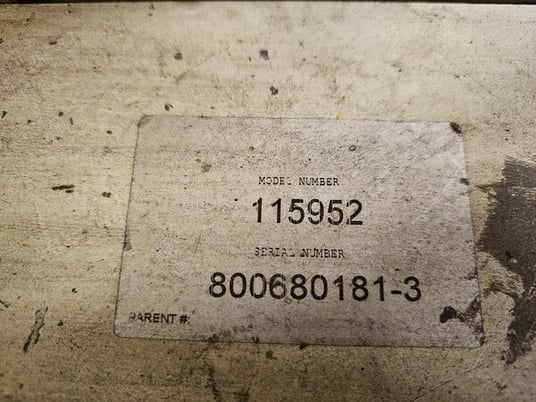 MODEL NUMBER
115952
SERIAL NUMBER
800680181-3
PARENT #: